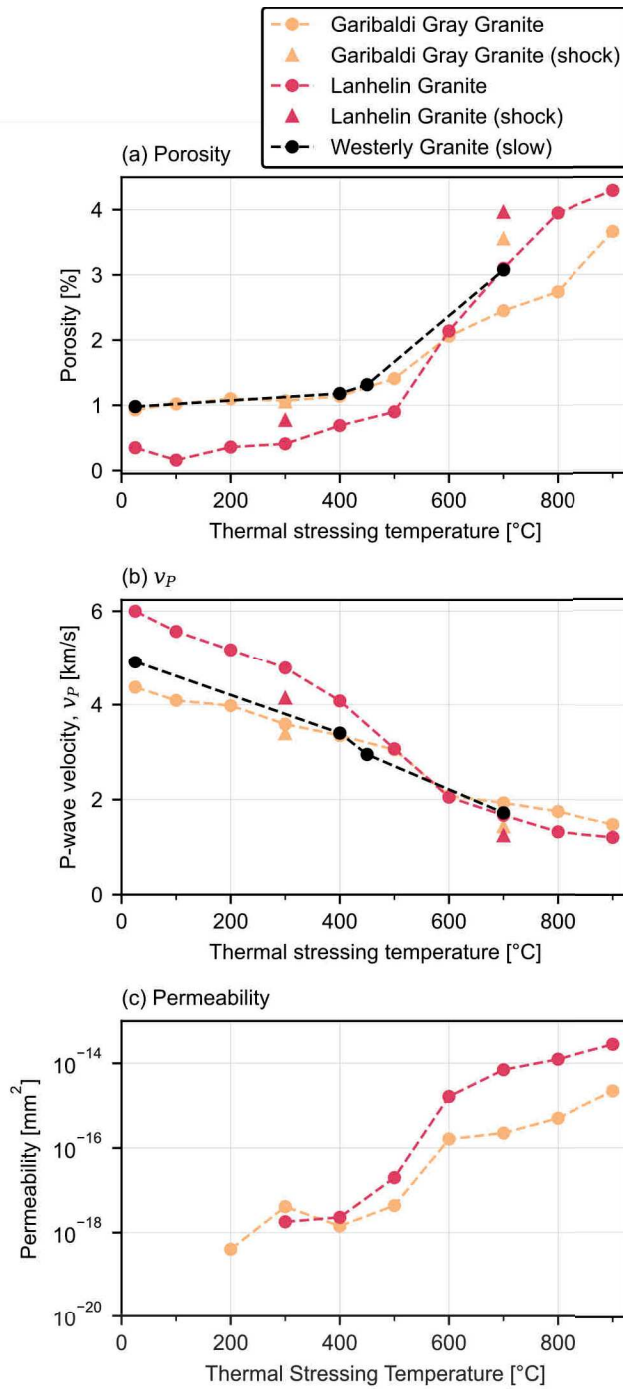 Garibaldi Gray Granite
Garibaldi Gray Granite (shock)
Lanhelin Granite
Lanhelin Granite (shock)
Westerly Granite (slow)
(a) Porosity
Porosity [%]
4
3
2
1
0
0 200 400 600 800
Thermal stressing temperature [°C]
(b) v_P
P-wave velocity, v_P [km/s]
6
4
2
0
0 200 400 600 800
Thermal stressing temperature [°C]
(c) Permeability
Permeability [mm²]
10⁻¹⁴
10⁻¹⁶
10⁻¹⁸
10⁻²⁰
0 200 400 600 800
Thermal Stressing Temperature [°C]